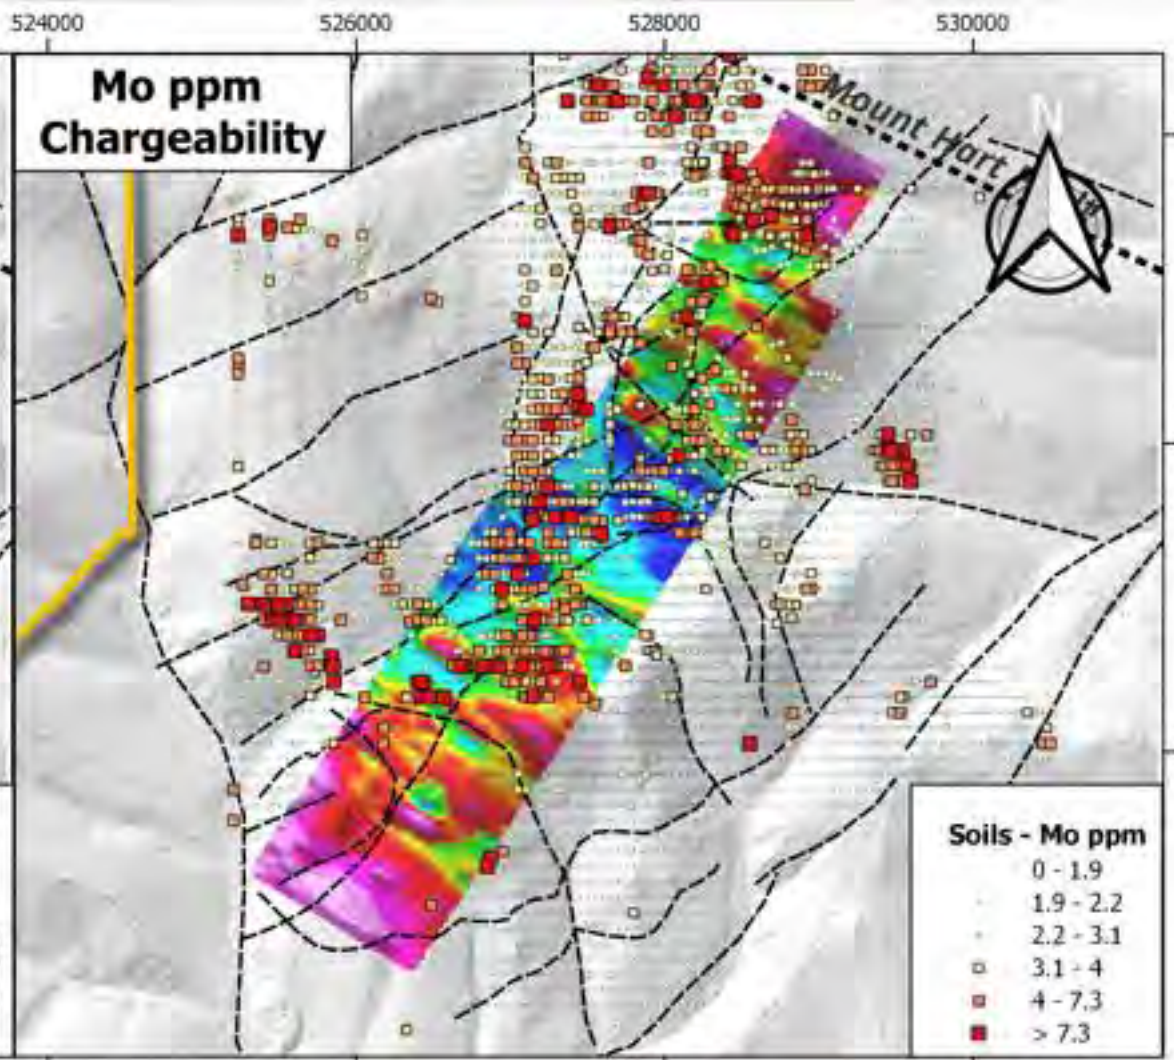 524000 526000 528000 530000
Mo ppm
Chargeability
Mount Hart
N
Soils - Mo ppm
0 - 1.9
1.9 - 2.2
2.2 - 3.1
3.1 - 4
4 - 7.3
> 7.3